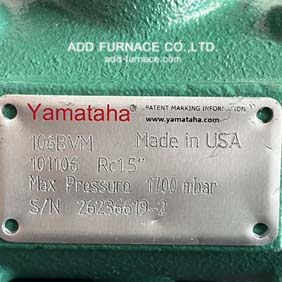 ADD FURNACE CO.,LTD.
add-furnace.com
Yamataha® PATENT MARKING INFORMATION
www.yamataha.com
106BVM Made in USA
101106 Rc1.5"
Max Pressure 1700 mbar
S/N 26236619-2